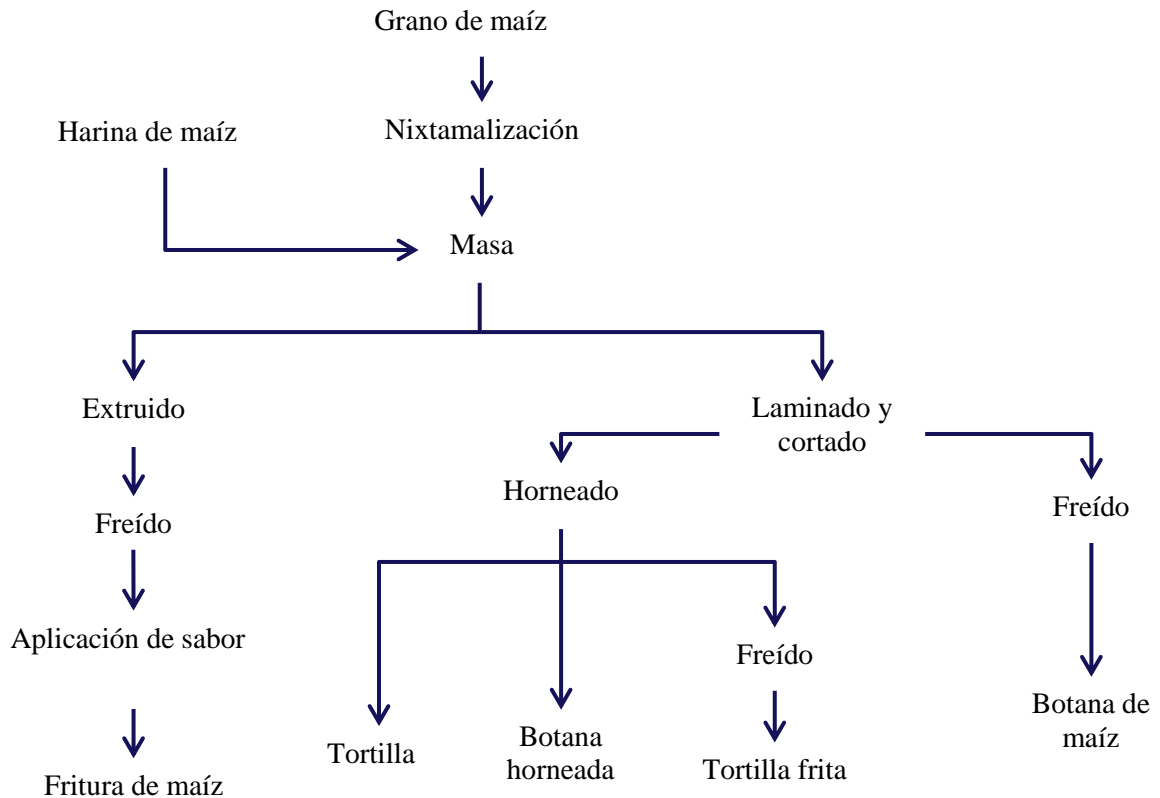 Grano de maíz
Harina de maíz
Nixtamalización
Masa
Extruido
Laminado y
cortado
Horneado
Freído
Freído
Aplicación de sabor
Freído
Botana de
maíz
Tortilla
Botana
horneada
Tortilla frita
Fritura de maíz